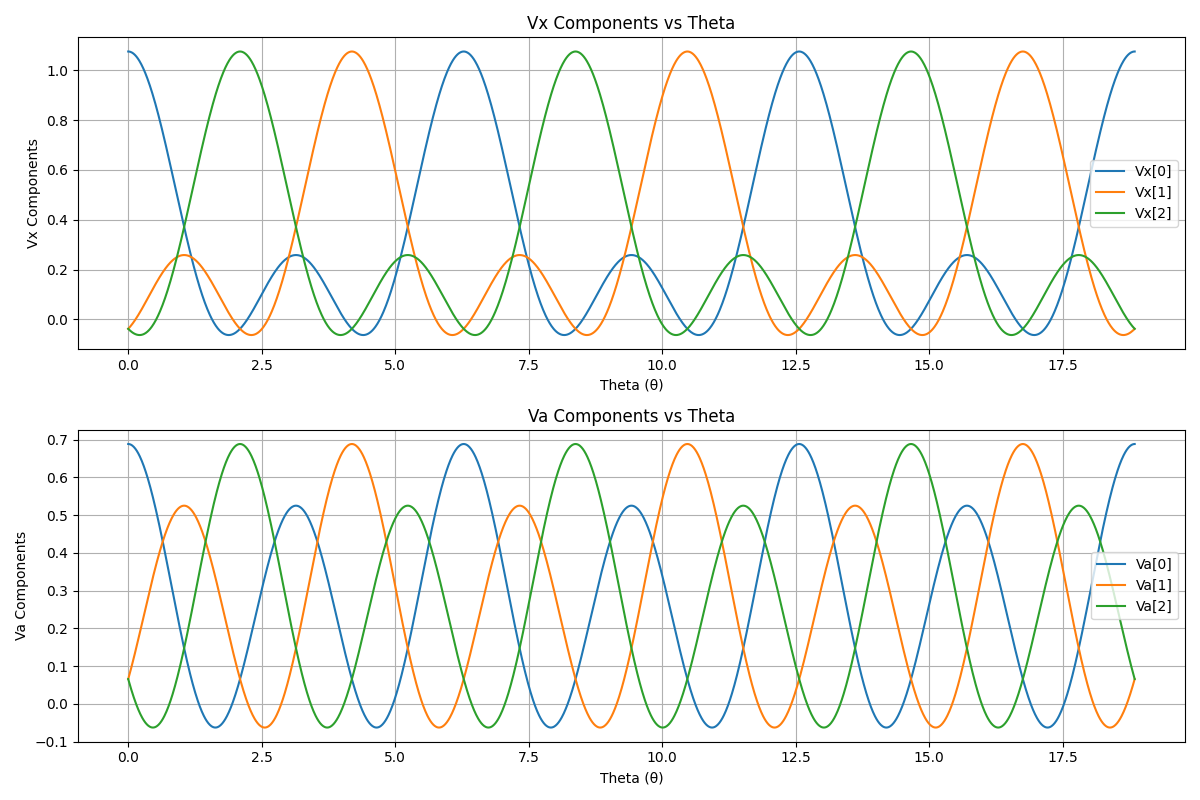 Vx Components vs Theta
Vx Components
1.0
0.8
0.6
0.4
0.2
0.0
Vx[0]
Vx[1]
Vx[2]
0.0 2.5 5.0 7.5 10.0 12.5 15.0 17.5
Theta (θ)
Va Components vs Theta
Va Components
0.7
0.6
0.5
0.4
0.3
0.2
0.1
0.0
−0.1
Va[0]
Va[1]
Va[2]
0.0 2.5 5.0 7.5 10.0 12.5 15.0 17.5
Theta (θ)